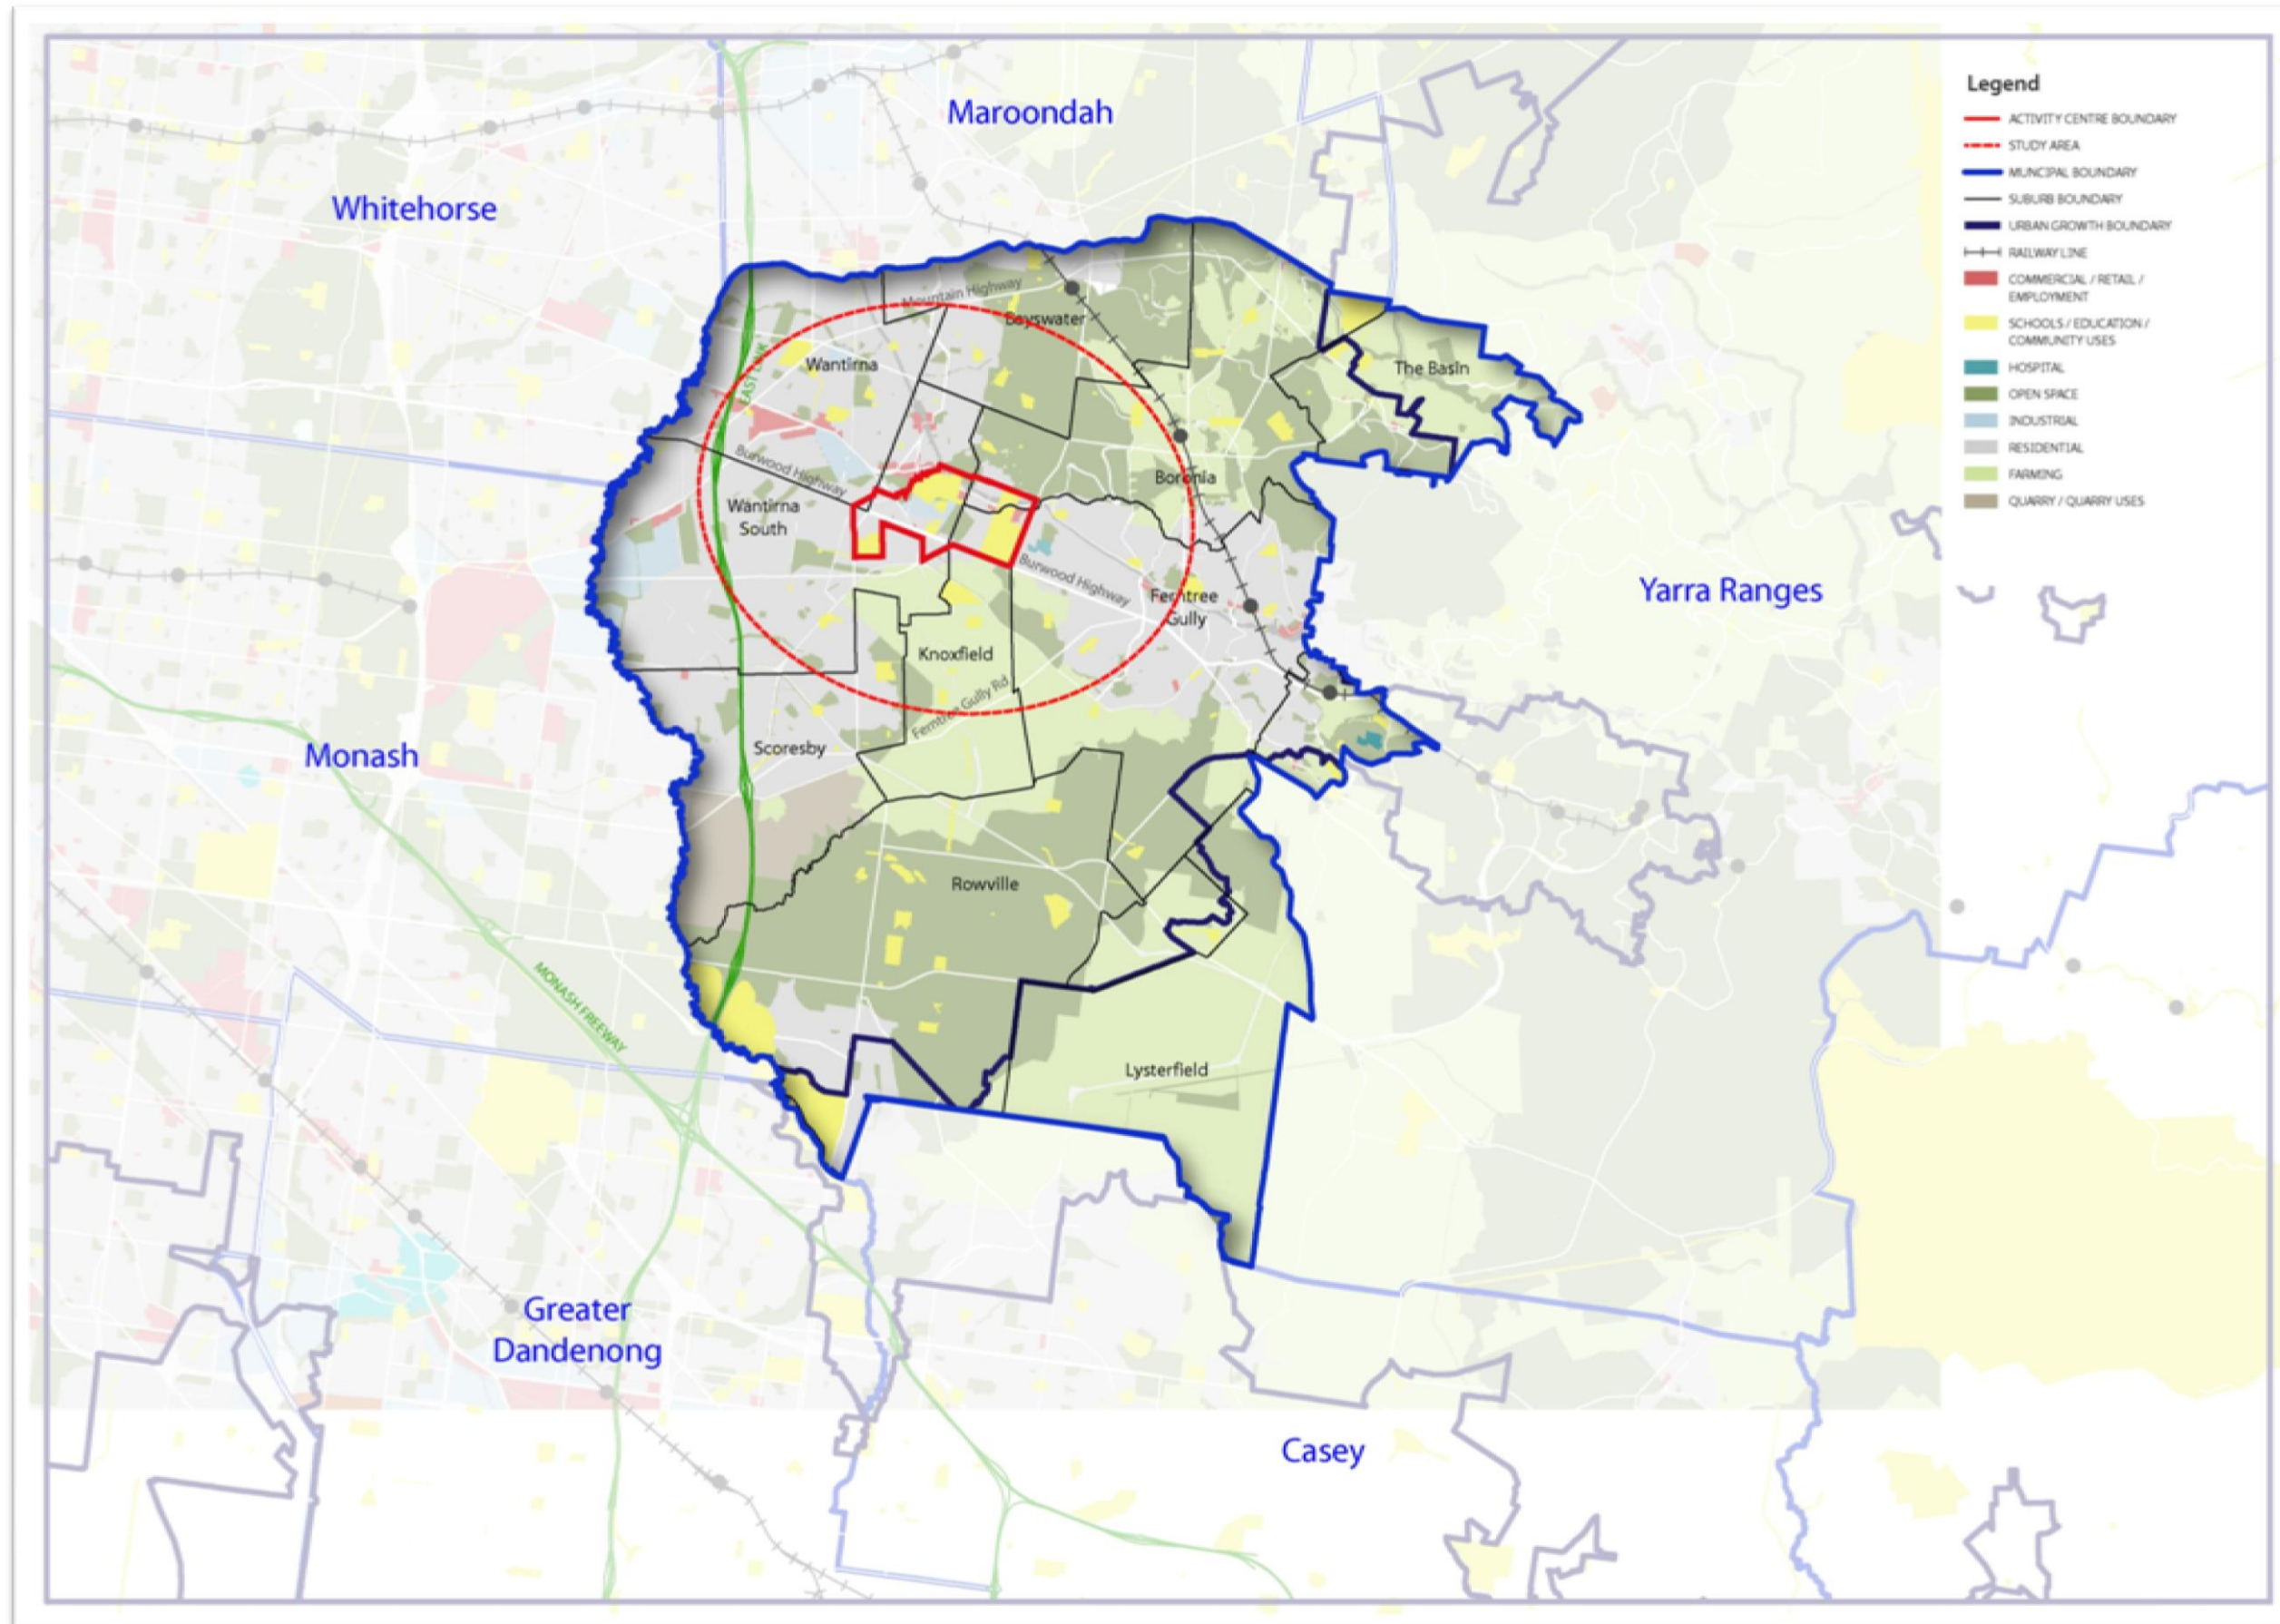 Legend
ACTIVITY CENTRE BOUNDARY
STUDY AREA
MUNCIPAL BOUNDARY
SUBURB BOUNDARY
URBAN GROWTH BOUNDARY
RAILWAY LINE
COMMERCIAL / RETAIL /
EMPLOYMENT
SCHOOLS / EDUCATION /
COMMUNITY USES
HOSPITAL
OPEN SPACE
INDUSTRIAL
RESIDENTIAL
FARMING
QUARRY / QUARRY USES
Maroondah
Whitehorse
Mountain Highway
Bayswater
Wantirna
The Basin
EAST LINK
Burwood Highway
Boronia
Wantirna
South
Burwood Highway
Yarra Ranges
Ferntree
Gully
Knoxfield
Ferntree Gully Rd
Scoresby
Monash
Rowville
MONASH FREEWAY
Lysterfield
Greater
Dandenong
Casey